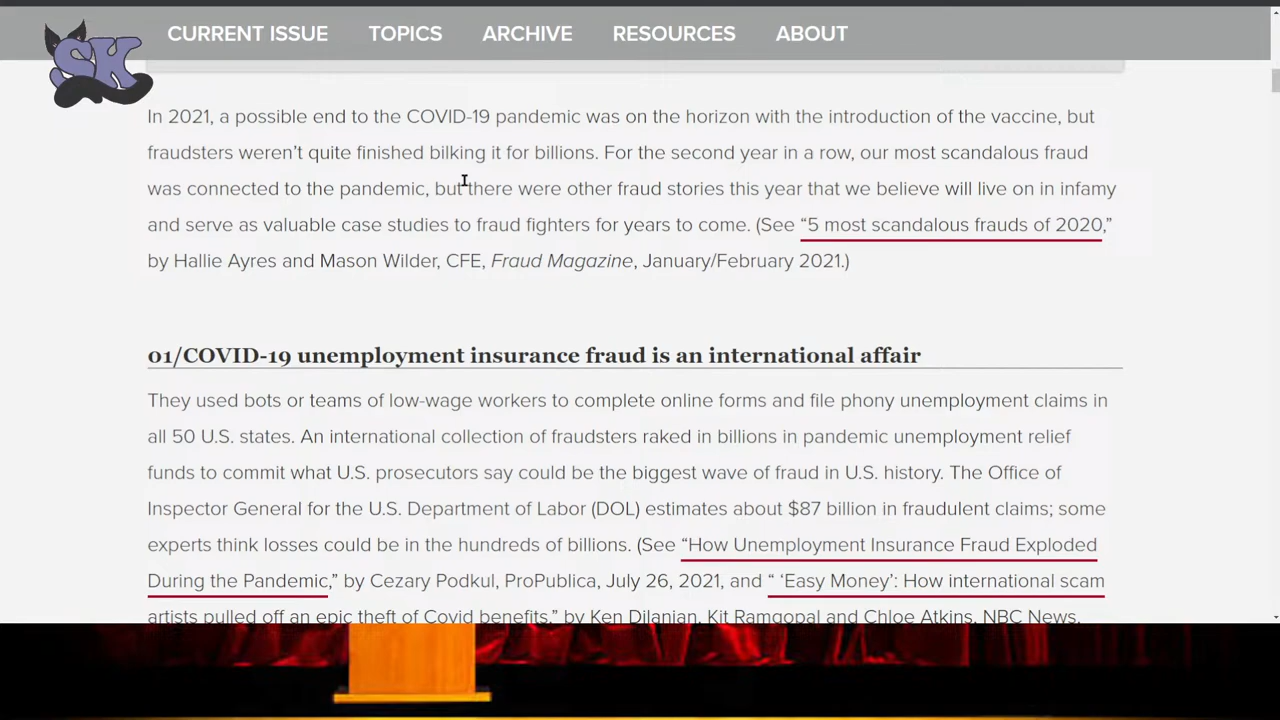 SK
CURRENT ISSUE TOPICS ARCHIVE RESOURCES ABOUT
In 2021, a possible end to the COVID-19 pandemic was on the horizon with the introduction of the vaccine, but
fraudsters weren’t quite finished bilking it for billions. For the second year in a row, our most scandalous fraud
was connected to the pandemic, but there were other fraud stories this year that we believe will live on in infamy
and serve as valuable case studies to fraud fighters for years to come. (See “5 most scandalous frauds of 2020,”
by Hallie Ayres and Mason Wilder, CFE, Fraud Magazine, January/February 2021.)
01/COVID-19 unemployment insurance fraud is an international affair
They used bots or teams of low-wage workers to complete online forms and file phony unemployment claims in
all 50 U.S. states. An international collection of fraudsters raked in billions in pandemic unemployment relief
funds to commit what U.S. prosecutors say could be the biggest wave of fraud in U.S. history. The Office of
Inspector General for the U.S. Department of Labor (DOL) estimates about $87 billion in fraudulent claims; some
experts think losses could be in the hundreds of billions. (See “How Unemployment Insurance Fraud Exploded
During the Pandemic,” by Cezary Podkul, ProPublica, July 26, 2021, and “ ‘Easy Money’: How international scam
artists pulled off an epic theft of Covid benefits,” by Ken Dilanian, Kit Ramgopal and Chloe Atkins, NBC News,